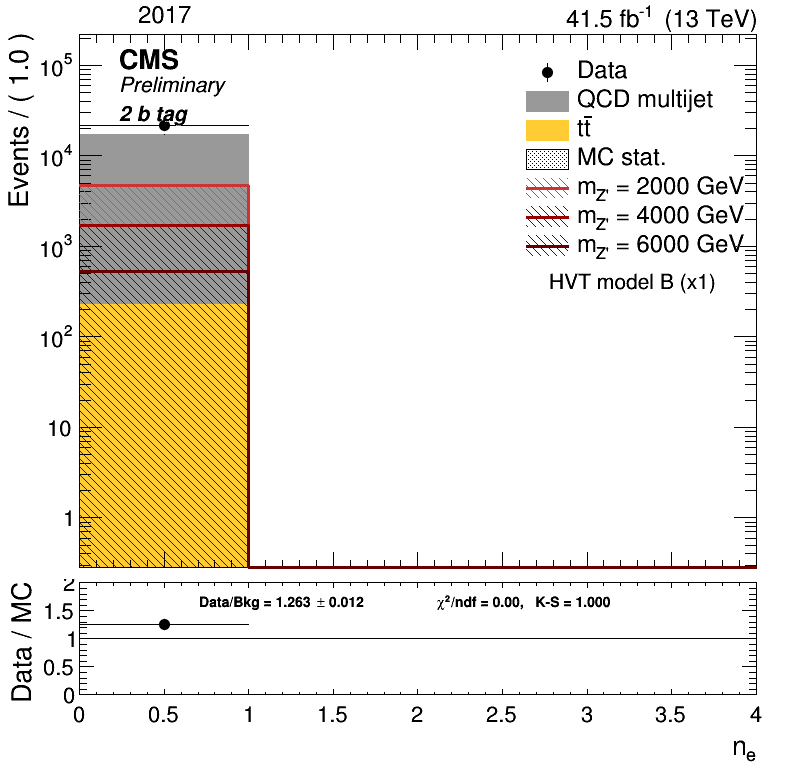 2017
41.5 fb⁻¹ (13 TeV)
CMS
Preliminary
2 b tag
Data
QCD multijet
tt̄
MC stat.
m_Z' = 2000 GeV
m_Z' = 4000 GeV
m_Z' = 6000 GeV
HVT model B (x1)
Events / ( 1.0 )
10⁵
10⁴
10³
10²
10
1
Data / MC
2
1.5
1
0.5
0
Data/Bkg = 1.263 ± 0.012
χ²/ndf = 0.00, K-S = 1.000
0 0.5 1 1.5 2 2.5 3 3.5 4
n_e